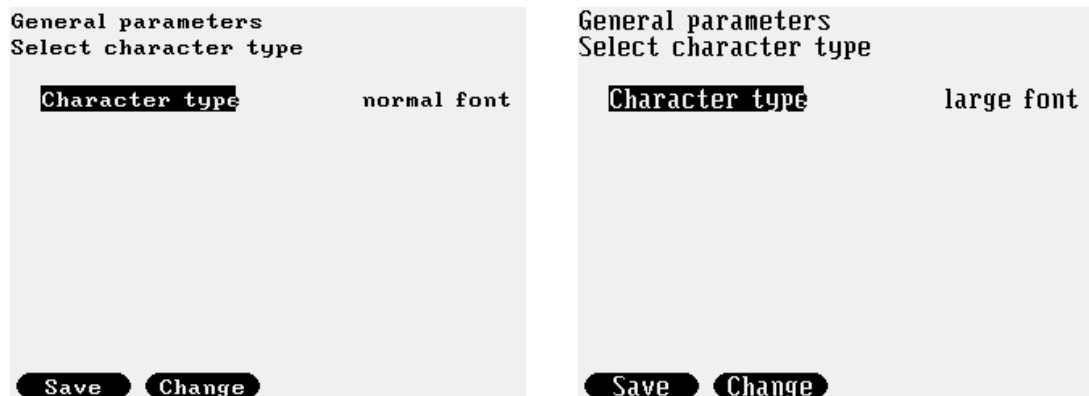 General parameters
Select character type
Character type normal font
Save Change
General parameters
Select character type
Character type large font
Save Change